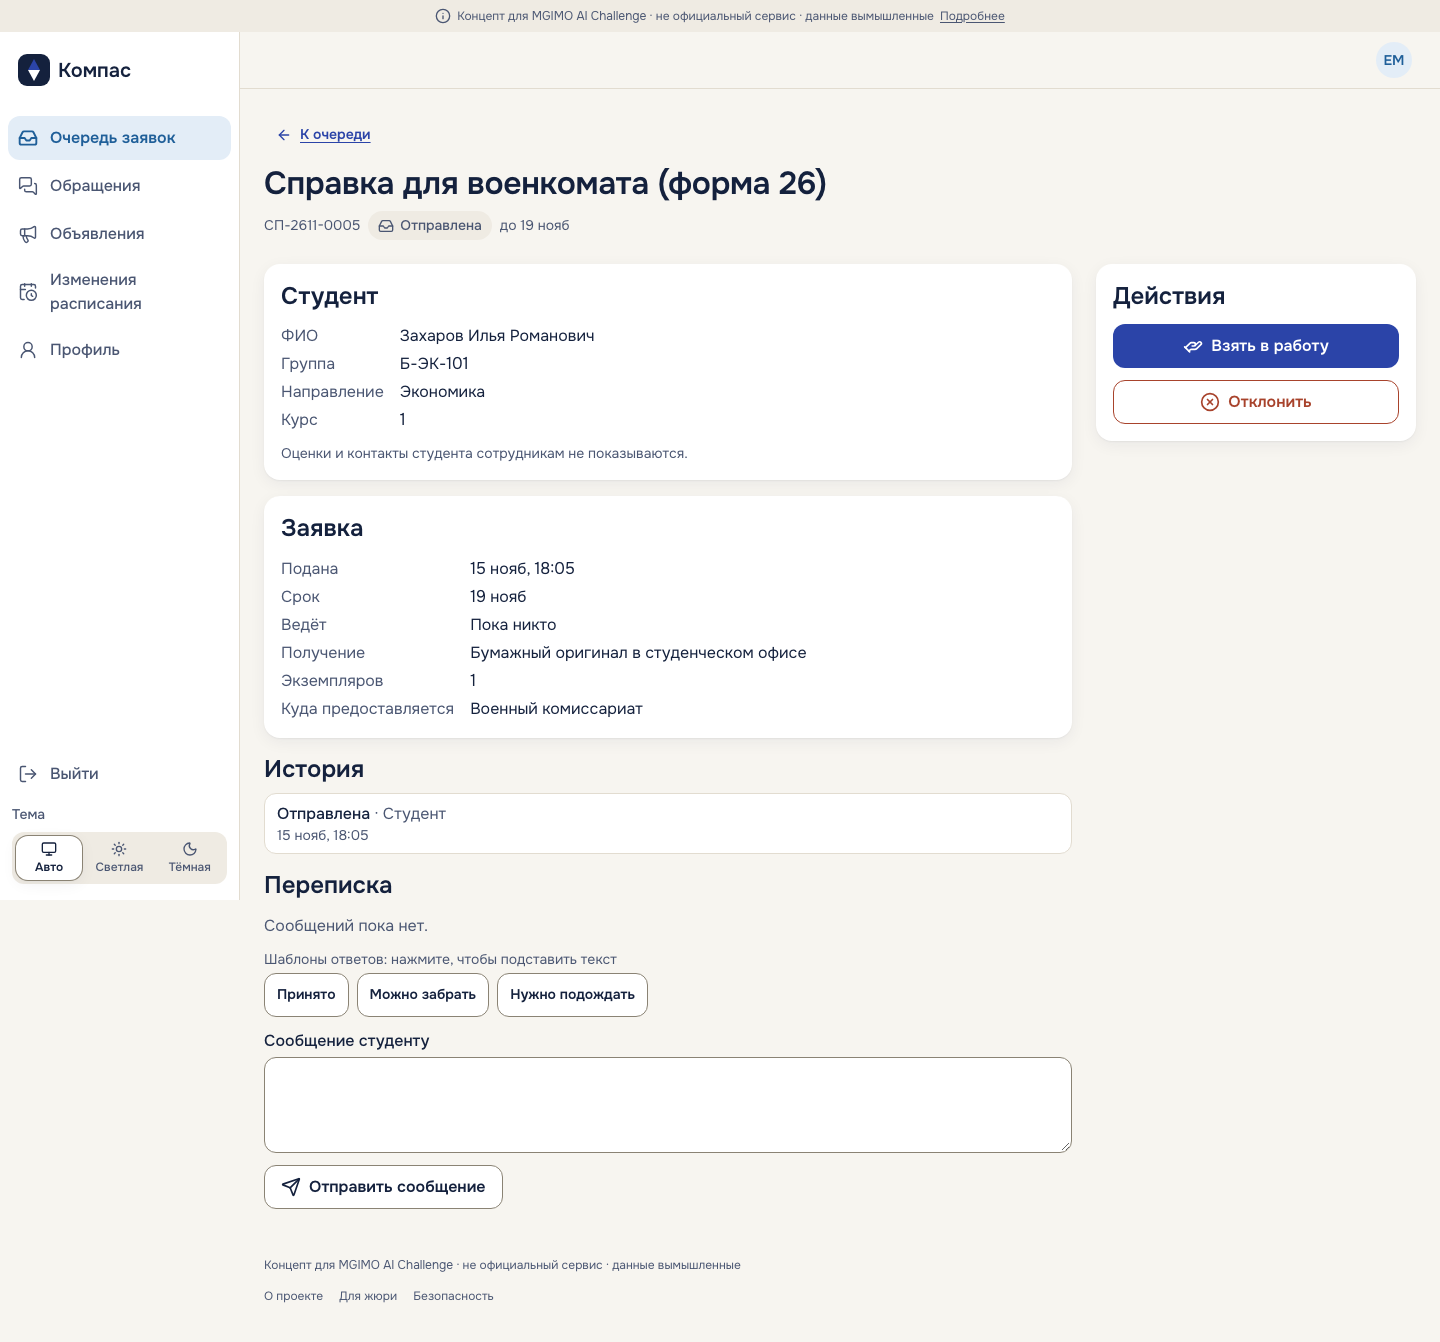 Концепт для MGIMO AI Challenge · не официальный сервис · данные вымышленные Подробнее
Компас
ЕМ
Очередь заявок
Обращения
Объявления
Изменения
расписания
Профиль
Выйти
Тема
Авто
Светлая
Тёмная
К очереди
Справка для военкомата (форма 26)
СП-2611-0005 Отправлена до 19 нояб
Студент
ФИО Захаров Илья Романович
Группа Б-ЭК-101
Направление Экономика
Курс 1
Оценки и контакты студента сотрудникам не показываются.
Действия
Взять в работу
Отклонить
Заявка
Подана 15 нояб, 18:05
Срок 19 нояб
Ведёт Пока никто
Получение Бумажный оригинал в студенческом офисе
Экземпляров 1
Куда предоставляется Военный комиссариат
История
Отправлена · Студент
15 нояб, 18:05
Переписка
Сообщений пока нет.
Шаблоны ответов: нажмите, чтобы подставить текст
Принято
Можно забрать
Нужно подождать
Сообщение студенту
Отправить сообщение
Концепт для MGIMO AI Challenge · не официальный сервис · данные вымышленные
О проекте Для жюри Безопасность